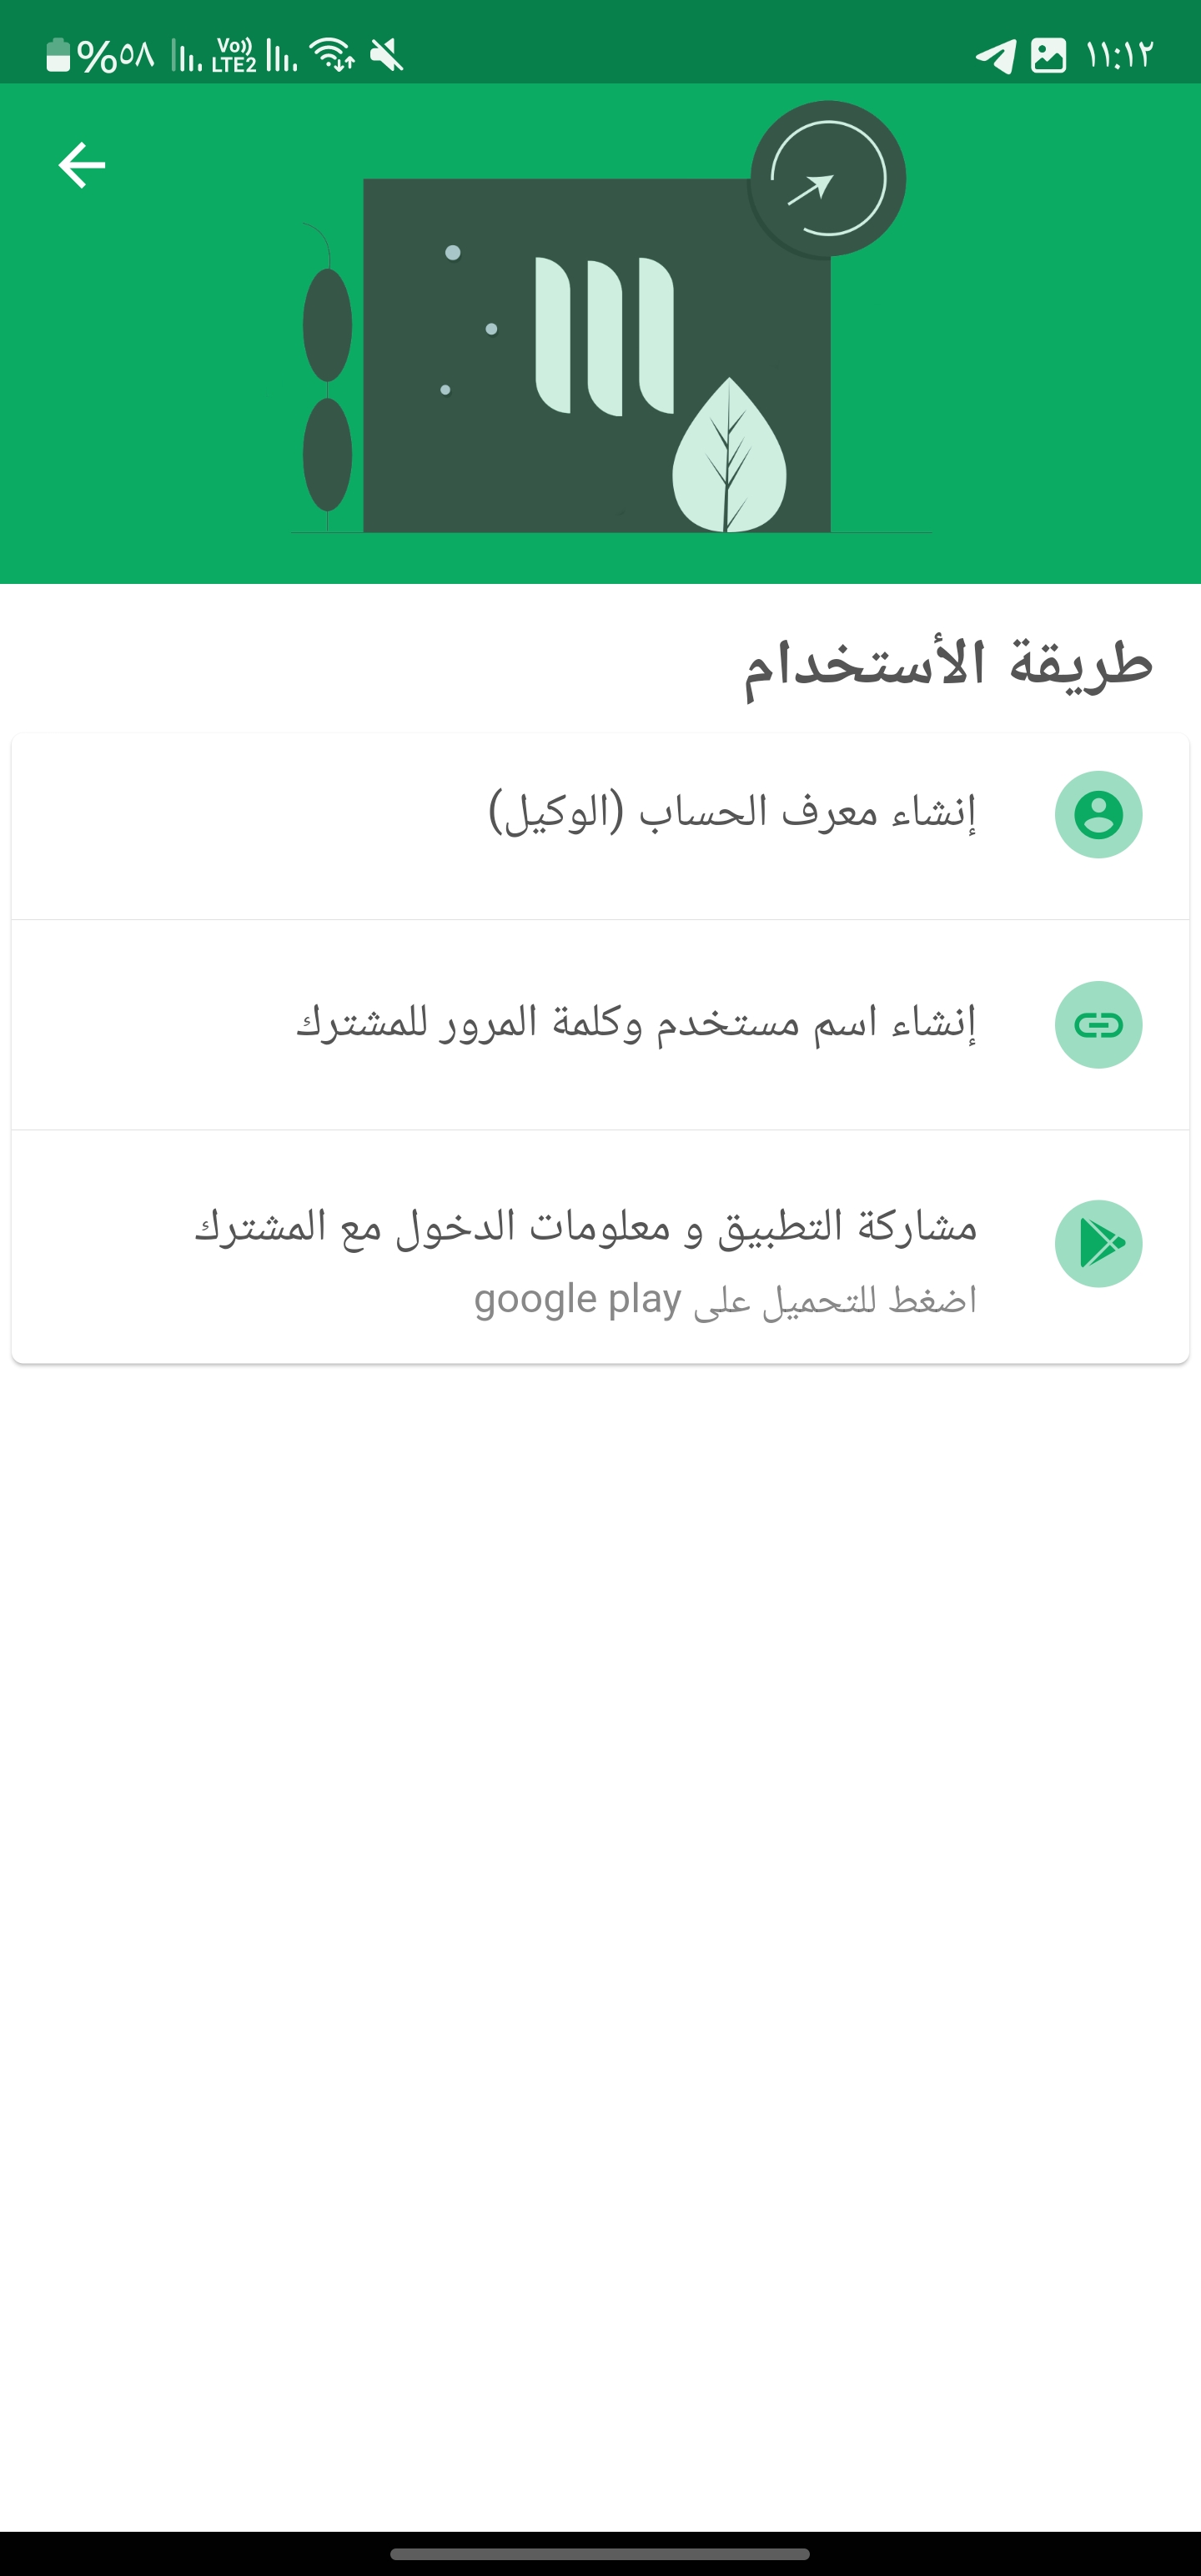 ١١:١٢
Vo))
LTE2
%٥٨
طريقة الأستخدام
إنشاء معرف الحساب (الوكيل)
إنشاء اسم مستخدم وكلمة المرور للمشترك
مشاركة التطبيق و معلومات الدخول مع المشترك
اضغط للتحميل على google play